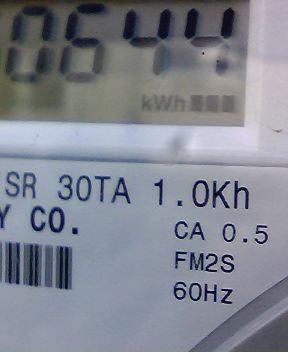 0644
kWh
SR 30TA 1.0Kh
Y CO.
CA 0.5
FM2S
60Hz